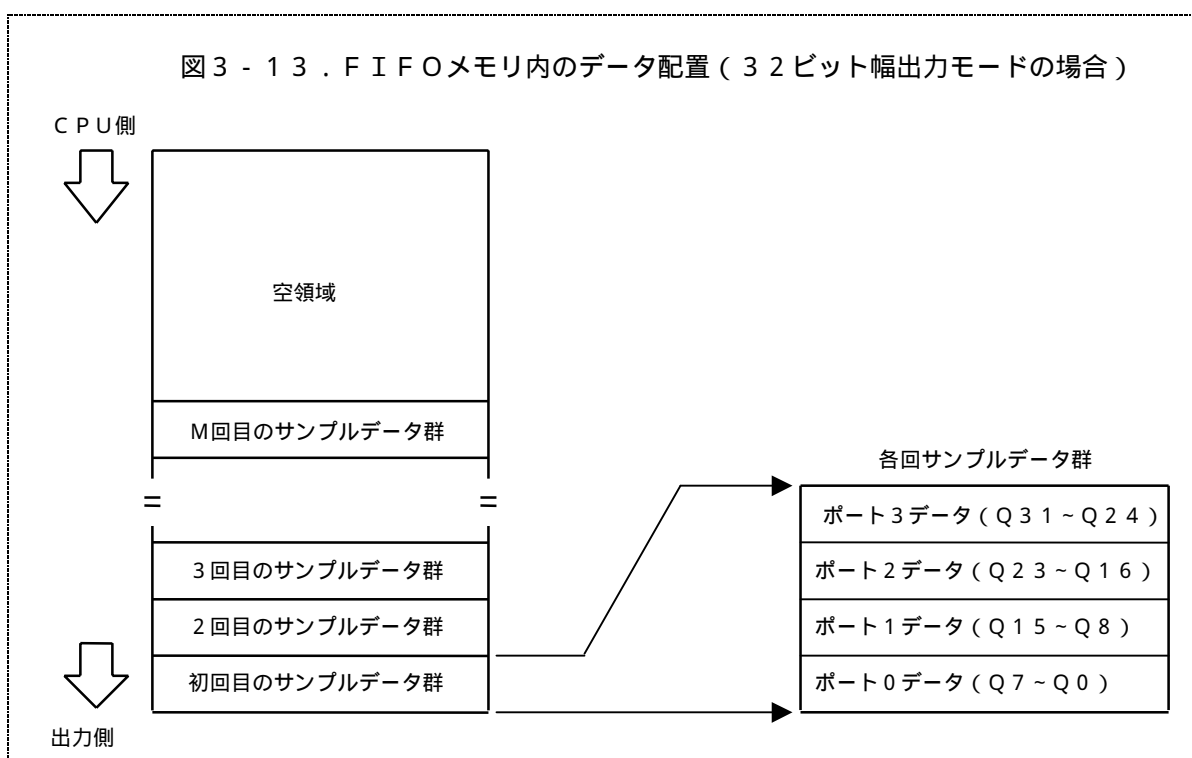 図3-13．FIFOメモリ内のデータ配置（32ビット幅出力モードの場合）
CPU側
空領域
M回目のサンプルデータ群
=
=
3回目のサンプルデータ群
2回目のサンプルデータ群
初回目のサンプルデータ群
出力側
各回サンプルデータ群
ポート3データ（Q31~Q24）
ポート2データ（Q23~Q16）
ポート1データ（Q15~Q8）
ポート0データ（Q7~Q0）